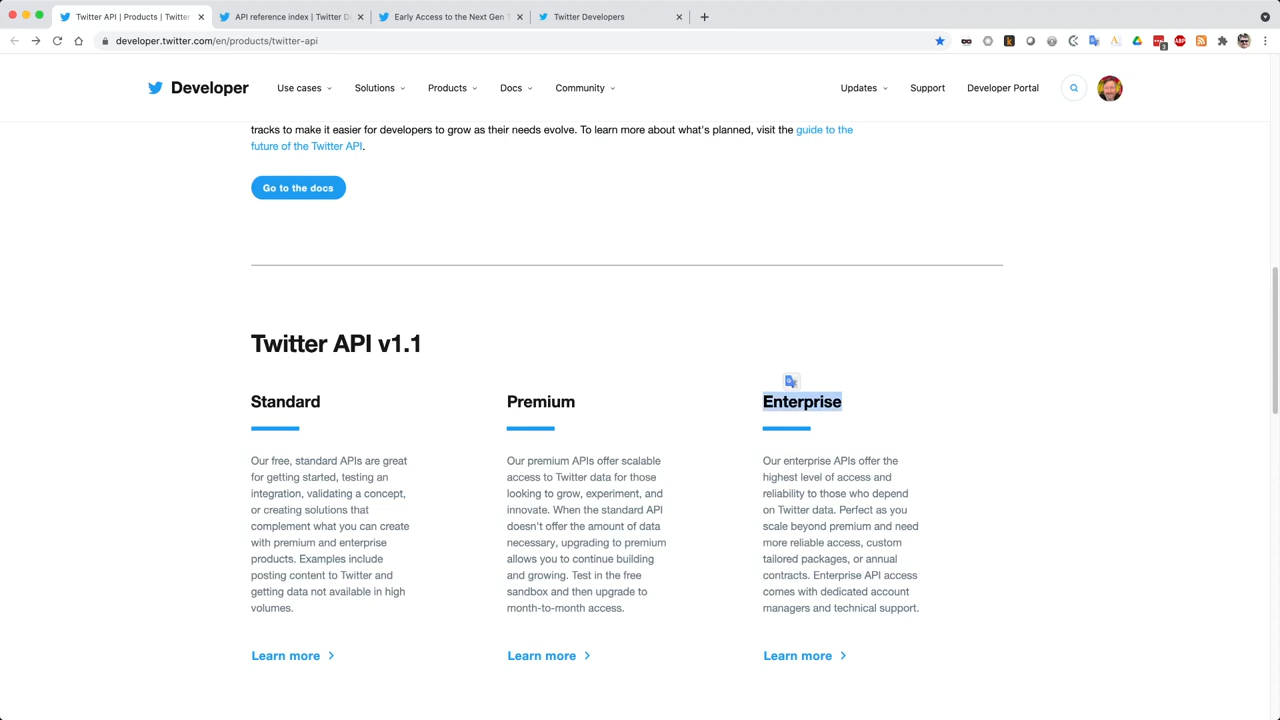 Twitter API | Products | Twitter
API reference index | Twitter D
Early Access to the Next Gen T
Twitter Developers
developer.twitter.com/en/products/twitter-api
3
ABP
Developer
Use cases
Solutions
Products
Docs
Community
Updates
Support
Developer Portal
tracks to make it easier for developers to grow as their needs evolve. To learn more about what's planned, visit the guide to the
future of the Twitter API.
Go to the docs
Twitter API v1.1
Standard
Our free, standard APIs are great
for getting started, testing an
integration, validating a concept,
or creating solutions that
complement what you can create
with premium and enterprise
products. Examples include
posting content to Twitter and
getting data not available in high
volumes.
Learn more
Premium
Our premium APIs offer scalable
access to Twitter data for those
looking to grow, experiment, and
innovate. When the standard API
doesn't offer the amount of data
necessary, upgrading to premium
allows you to continue building
and growing. Test in the free
sandbox and then upgrade to
month-to-month access.
Learn more
Enterprise
Our enterprise APIs offer the
highest level of access and
reliability to those who depend
on Twitter data. Perfect as you
scale beyond premium and need
more reliable access, custom
tailored packages, or annual
contracts. Enterprise API access
comes with dedicated account
managers and technical support.
Learn more